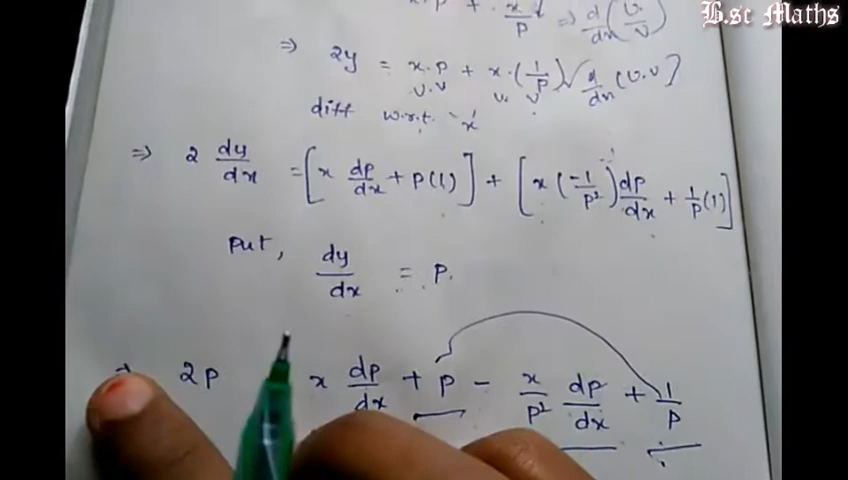 B.sc Maths
x/p ⇒ d/dx (U/V)
⇒ 2y = x.p + x.(1/p) d/dx (U.V)
U.V U. V
diff w.r.t. 'x'
⇒ 2 dy/dx = [x dp/dx + p(1)] + [x (-1/p²) dp/dx + 1/p (1)]
Put, dy/dx = p.
2p x dp/dx + p - x/p² dp/dx + 1/p